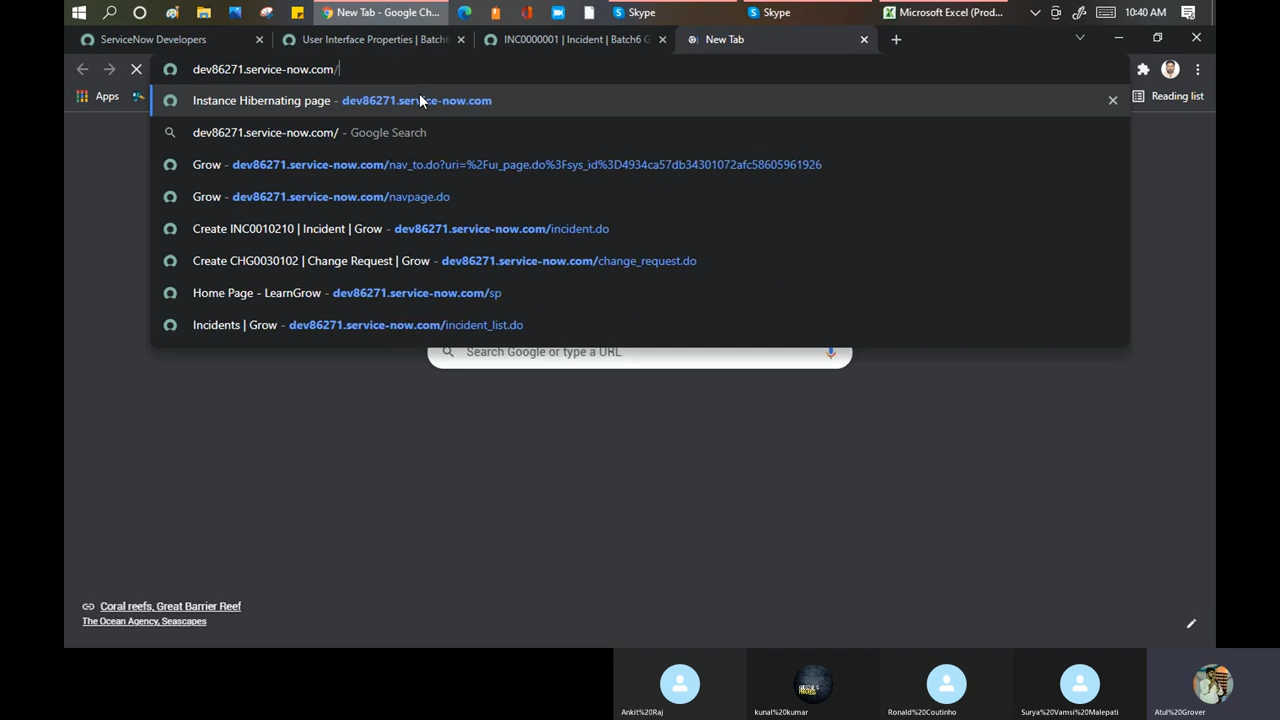 New Tab - Google Ch...
Skype
Skype
Microsoft Excel (Prod...
10:40 AM
ServiceNow Developers
User Interface Properties | Batch6
INC0000001 | Incident | Batch6 G
New Tab
dev86271.service-now.com/
Apps
Reading list
Instance Hibernating page - dev86271.service-now.com
dev86271.service-now.com/ - Google Search
Grow - dev86271.service-now.com/nav_to.do?uri=%2Fui_page.do%3Fsys_id%3D4934ca57db34301072afc58605961926
Grow - dev86271.service-now.com/navpage.do
Create INC0010210 | Incident | Grow - dev86271.service-now.com/incident.do
Create CHG0030102 | Change Request | Grow - dev86271.service-now.com/change_request.do
Home Page - LearnGrow - dev86271.service-now.com/sp
Incidents | Grow - dev86271.service-now.com/incident_list.do
Search Google or type a URL
Coral reefs, Great Barrier Reef
The Ocean Agency, Seascapes
Ankit%20Raj
kunal%20kumar
Ronald%20Coutinho
Surya%20Vamsi%20Malepati
Atul%20Grover